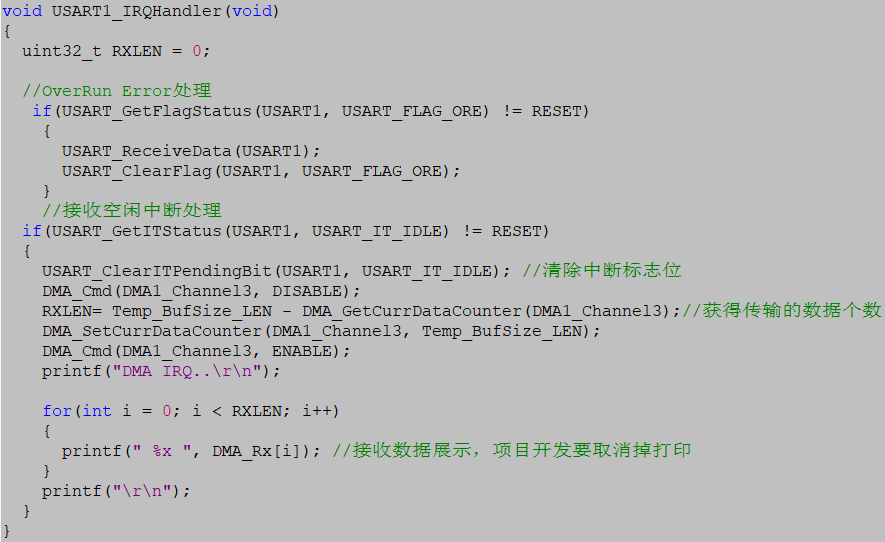 void USART1_IRQHandler(void)
{
  uint32_t RXLEN = 0;

  //OverRun Error处理
   if(USART_GetFlagStatus(USART1, USART_FLAG_ORE) != RESET)
    {
      USART_ReceiveData(USART1);
      USART_ClearFlag(USART1, USART_FLAG_ORE);
    }
    //接收空闲中断处理
  if(USART_GetITStatus(USART1, USART_IT_IDLE) != RESET)
  {
    USART_ClearITPendingBit(USART1, USART_IT_IDLE); //清除中断标志位
    DMA_Cmd(DMA1_Channel3, DISABLE);
    RXLEN= Temp_BufSize_LEN - DMA_GetCurrDataCounter(DMA1_Channel3);//获得传输的数据个数
    DMA_SetCurrDataCounter(DMA1_Channel3, Temp_BufSize_LEN);
    DMA_Cmd(DMA1_Channel3, ENABLE);
    printf("DMA IRQ..\r\n");

    for(int i = 0; i < RXLEN; i++)
    {
      printf(" %x ", DMA_Rx[i]); //接收数据展示，项目开发要取消掉打印
    }
    printf("\r\n");
  }
}